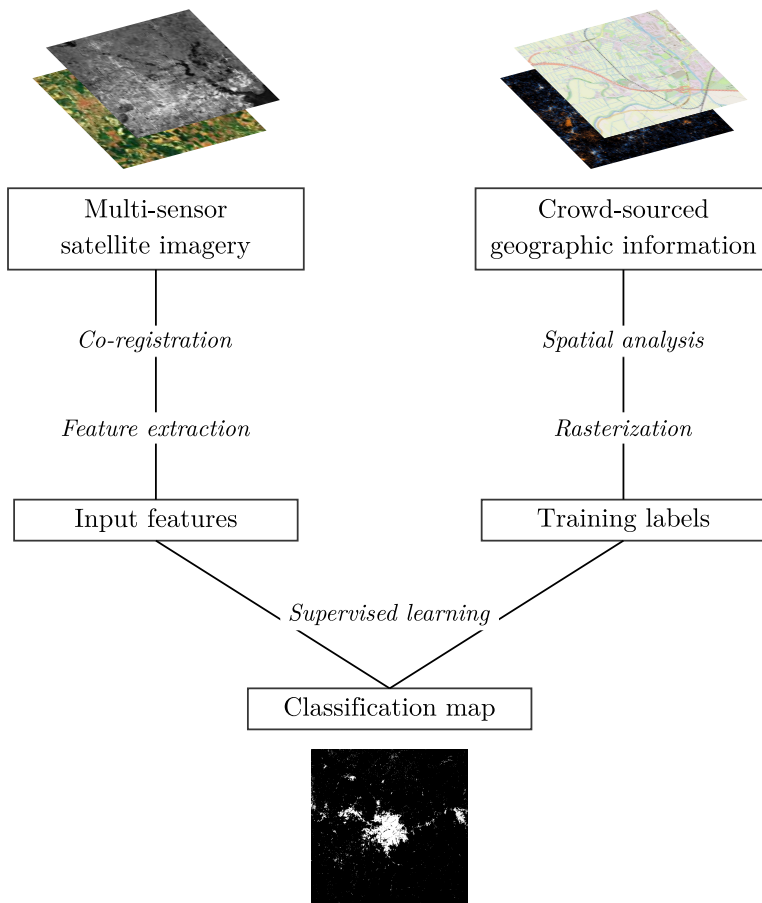 Multi-sensor
satellite imagery
Crowd-sourced
geographic information
Co-registration
Spatial analysis
Feature extraction
Rasterization
Input features
Training labels
Supervised learning
Classification map